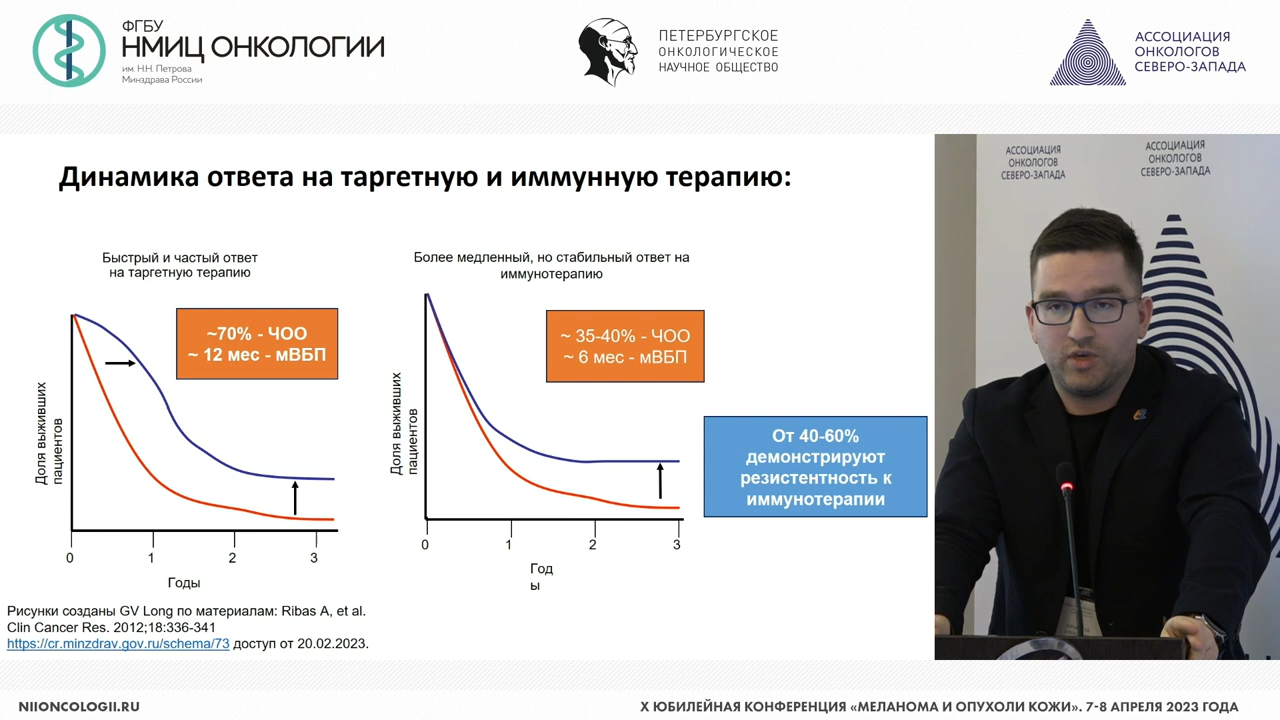 ФГБУ
НМИЦ ОНКОЛОГИИ
им. Н.Н. Петрова
Минздрава России
ПЕТЕРБУРГСКОЕ
ОНКОЛОГИЧЕСКОЕ
НАУЧНОЕ ОБЩЕСТВО
АССОЦИАЦИЯ
ОНКОЛОГОВ
СЕВЕРО-ЗАПАДА
Динамика ответа на таргетную и иммунную терапию:
Быстрый и частый ответ
на таргетную терапию
~70% - ЧОО
~ 12 мес - мВБП
Доля выживших
пациентов
0 1 2 3
Годы
Более медленный, но стабильный ответ на
иммунотерапию
~ 35-40% - ЧОО
~ 6 мес - мВБП
Доля выживших
пациентов
0 1 2 3
Год
ы
От 40-60%
демонстрируют
резистентность к
иммунотерапии
Рисунки созданы GV Long по материалам: Ribas A, et al.
Clin Cancer Res. 2012;18:336-341
https://cr.minzdrav.gov.ru/schema/73 доступ от 20.02.2023.
АССОЦИАЦИЯ
ОНКОЛОГОВ
СЕВЕРО-ЗАПАДА
АССОЦИАЦИЯ
ОНКОЛОГОВ
СЕВЕРО-ЗАПАДА
NIIONCOLOGII.RU
X ЮБИЛЕЙНАЯ КОНФЕРЕНЦИЯ «МЕЛАНОМА И ОПУХОЛИ КОЖИ». 7-8 АПРЕЛЯ 2023 ГОДА